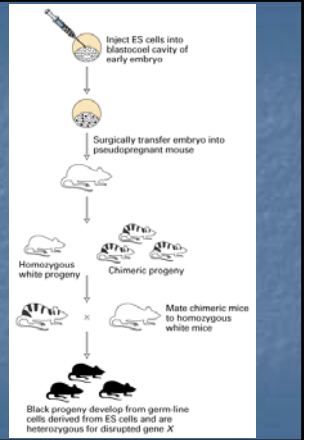 Inject ES cells into
blastocoel cavity of
early embryo
Surgically transfer embryo into
pseudopregnant mouse
Homozygous
white progeny
Chimeric progeny
×
Mate chimeric mice
to homozygous
white mice
Black progeny develop from germ-line
cells derived from ES cells and are
heterozygous for disrupted gene X